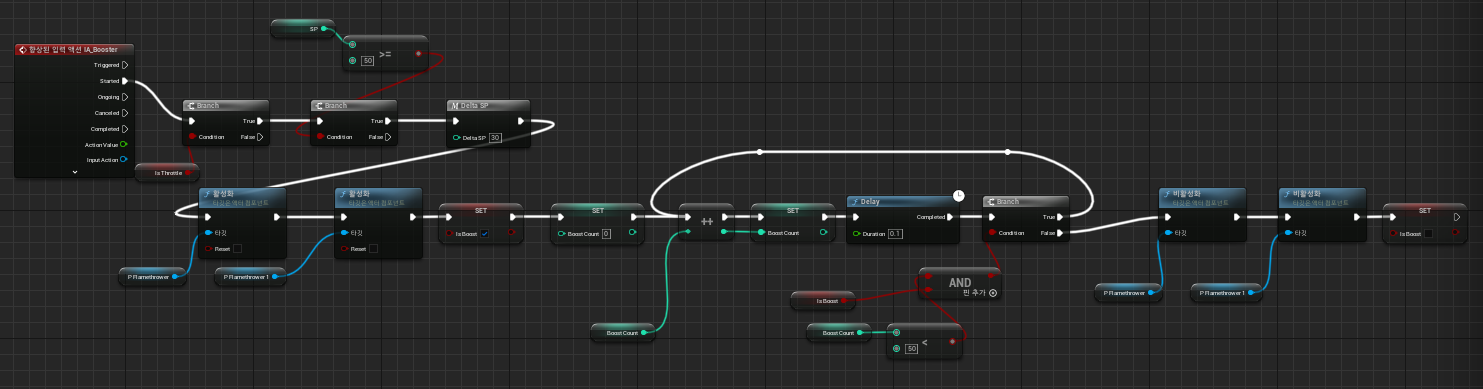 SP
>=
50
향상된 입력 액션 IA_Booster
Triggered
Started
Ongoing
Canceled
Completed
Action Value
Input Action
Branch
True
Condition
False
Is Throttle
Branch
True
Condition
False
Delta SP
Delta SP 30
활성화
타깃은 액터 컴포넌트
타깃
Reset
P Flamethrower
활성화
타깃은 액터 컴포넌트
타깃
Reset
P Flamethrower 1
SET
Is Boost
SET
Boost Count 0
++
Boost Count
SET
Boost Count
Delay
Completed
Duration 0.1
Branch
True
Condition
False
AND
핀 추가
Is Boost
Boost Count
<
50
비활성화
타깃은 액터 컴포넌트
타깃
P Flamethrower
비활성화
타깃은 액터 컴포넌트
타깃
P Flamethrower 1
SET
Is Boost